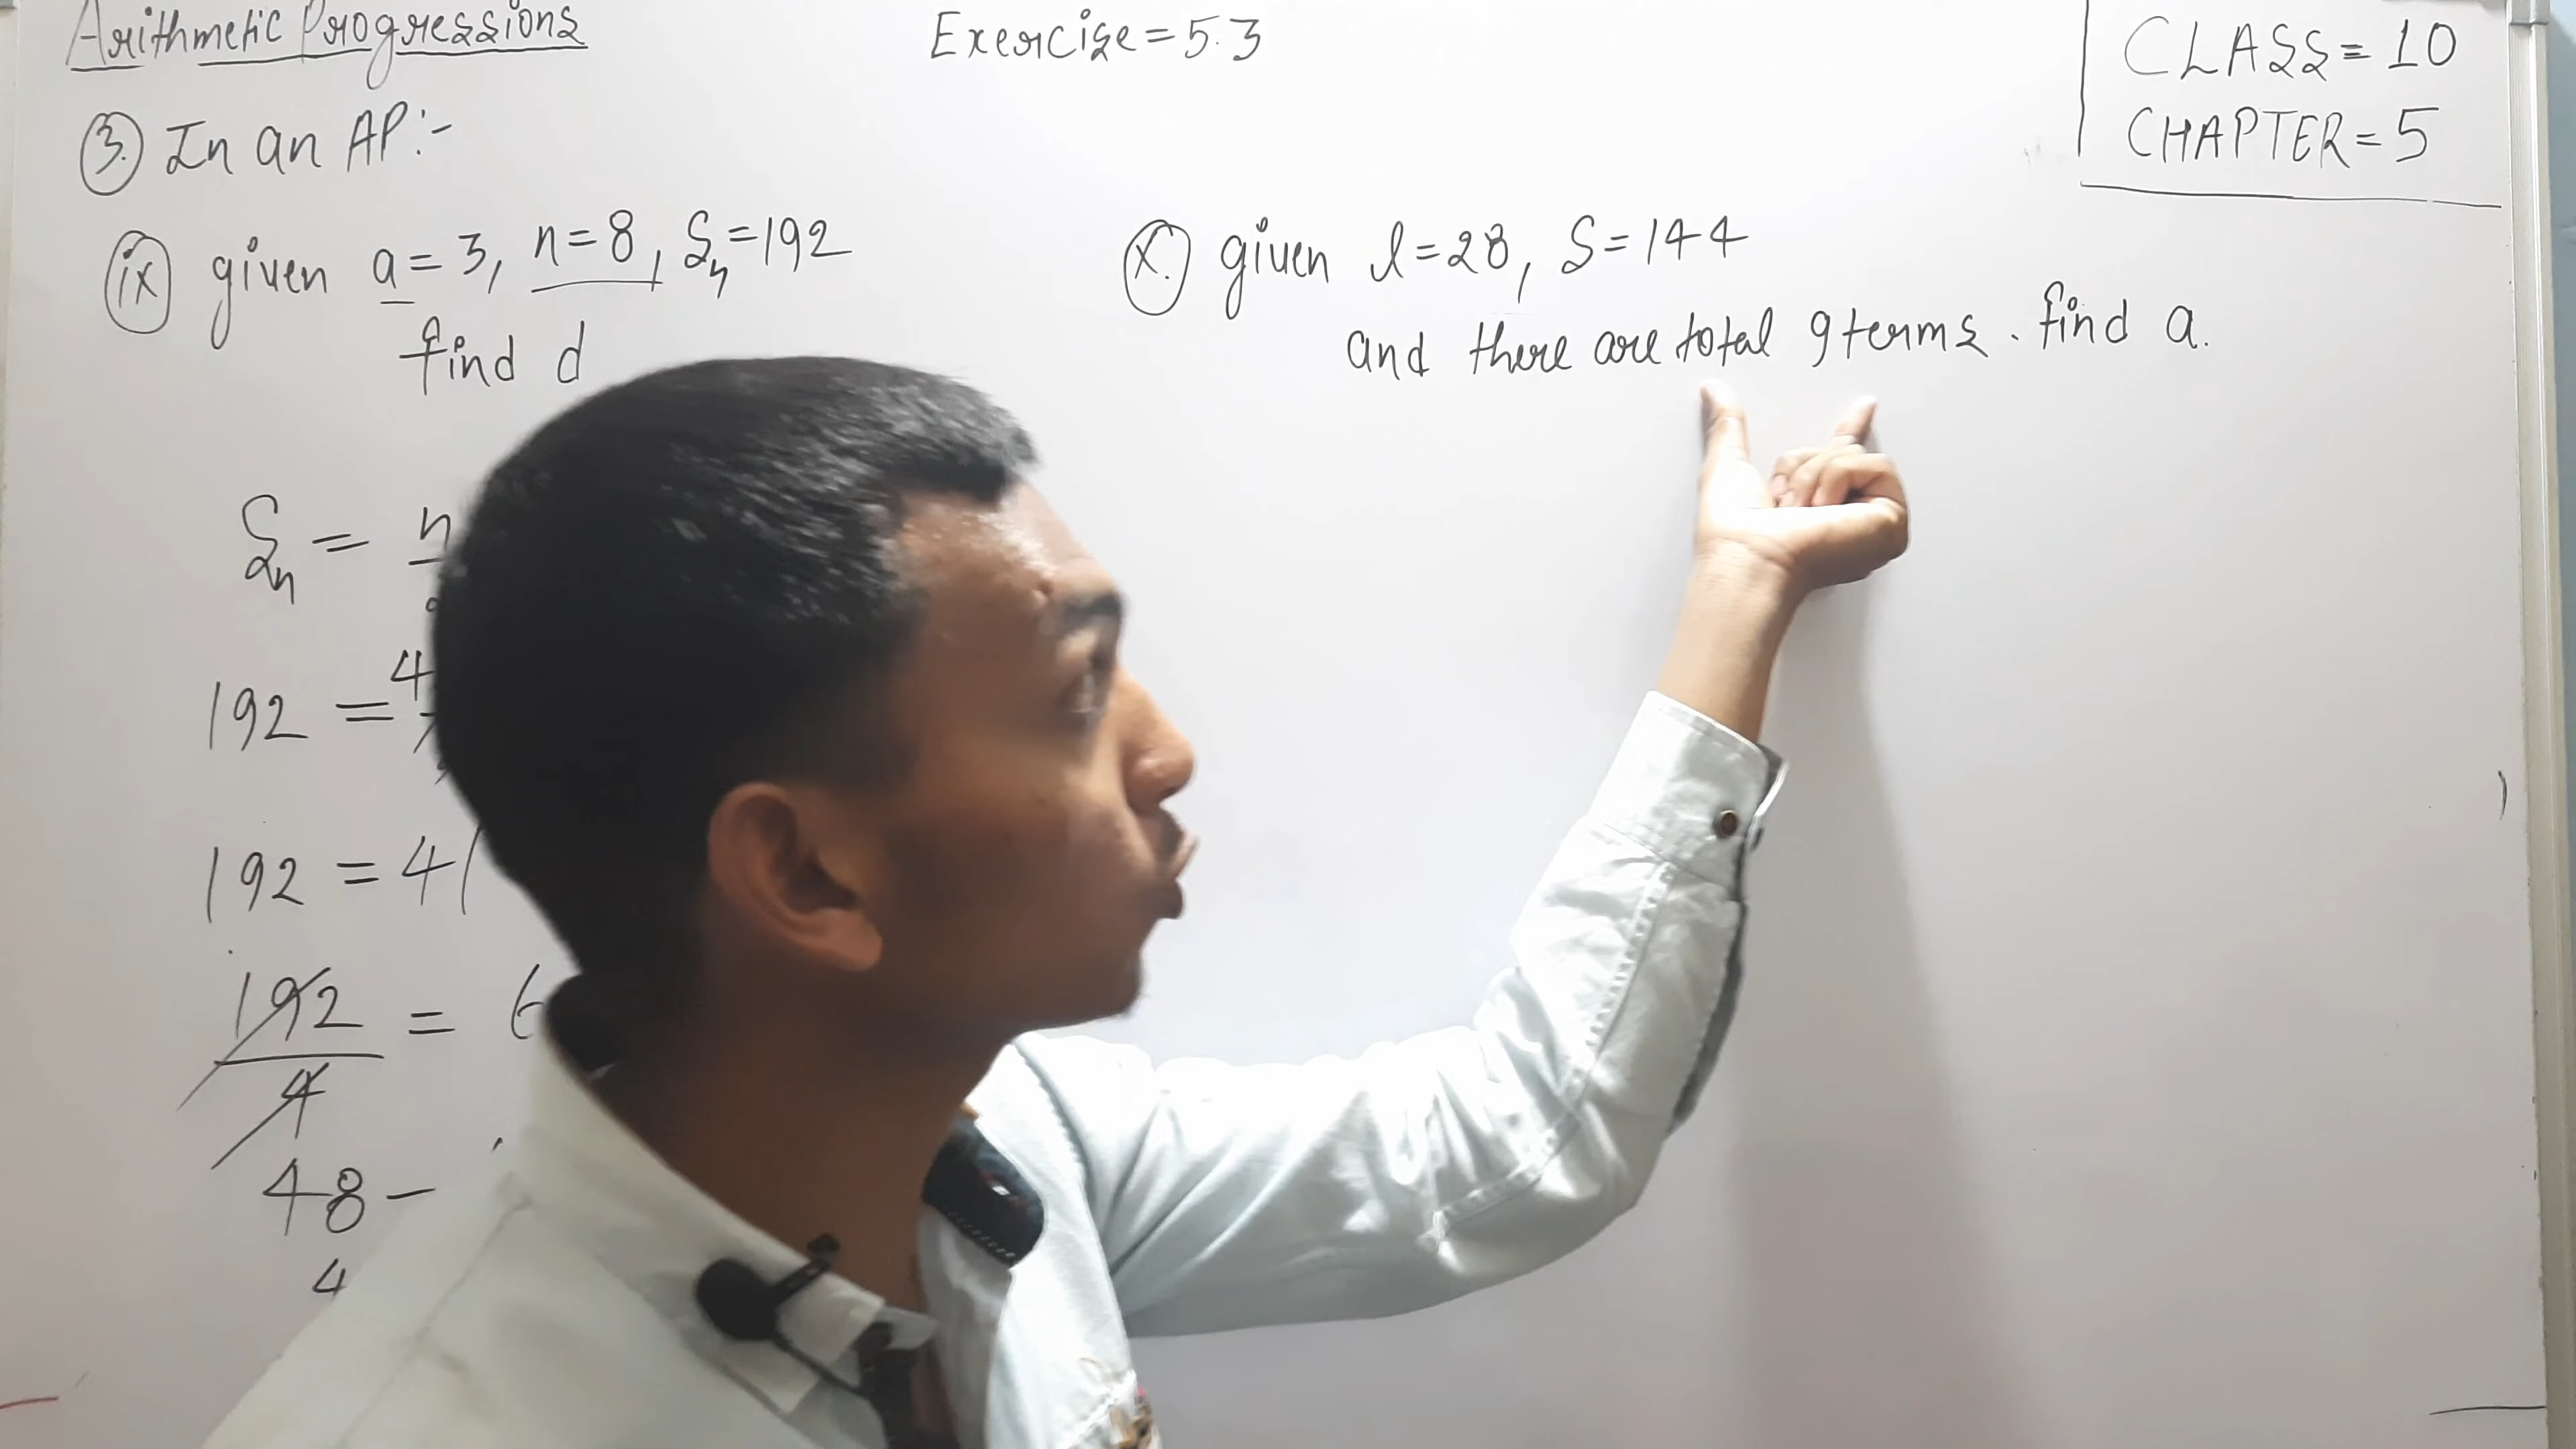 Arithmetic Progressions
Exercise = 5.3
CLASS = 10
CHAPTER = 5
3. In an AP:-
ix given a = 3, n = 8, Sn = 192
find d
Sn = n
192 = 4
192 = 4(
192/4 = 6
48 -
4
x. given l = 28, S = 144
and there are total 9 terms. find a.